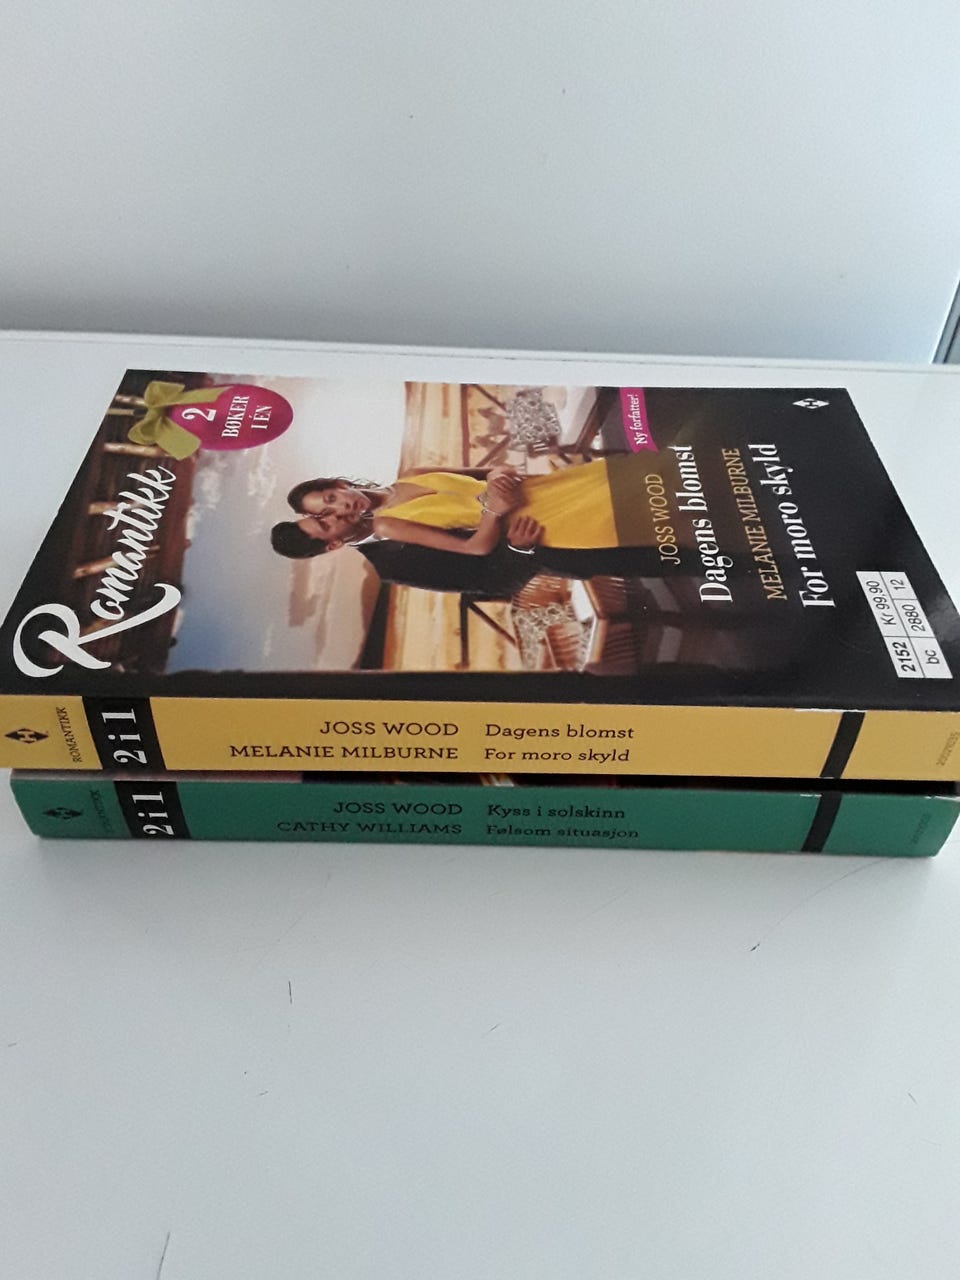 Romantikk
2
BØKER
I ÉN
Ny forfatter!
JOSS WOOD
Dagens blomst
MELANIE MILBURNE
For moro skyld
2152 Kr 99,90
bc 2880 12
ROMANTIKK
2 i 1
JOSS WOOD Dagens blomst
MELANIE MILBURNE For moro skyld
2 i 1
JOSS WOOD Kyss i solskinn
CATHY WILLIAMS Følsom situasjon